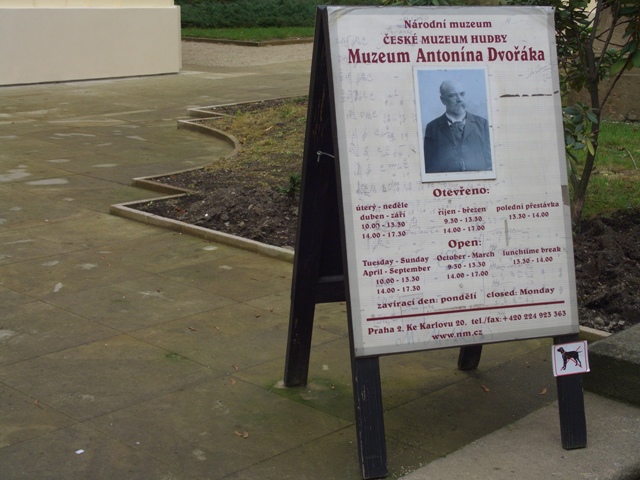 Národní muzeum
ČESKÉ MUZEUM HUDBY
Muzeum Antonína Dvořáka
Otevřeno:
úterý - neděle
duben - září
10.00 - 13.30
14.00 - 17.30
říjen - březen
9.30 - 13.30
14.00 - 17.00
polední přestávka
13.30 - 14.00
Open:
Tuesday - Sunday
April - September
10.00 - 13.30
14.00 - 17.30
October - March
9.30 - 13.30
14.00 - 17.00
lunchtime break
13.30 - 14.00
zavírací den: pondělí closed: Monday
Praha 2, Ke Karlovu 20, tel./fax: +420 224 923 363
www.nm.cz